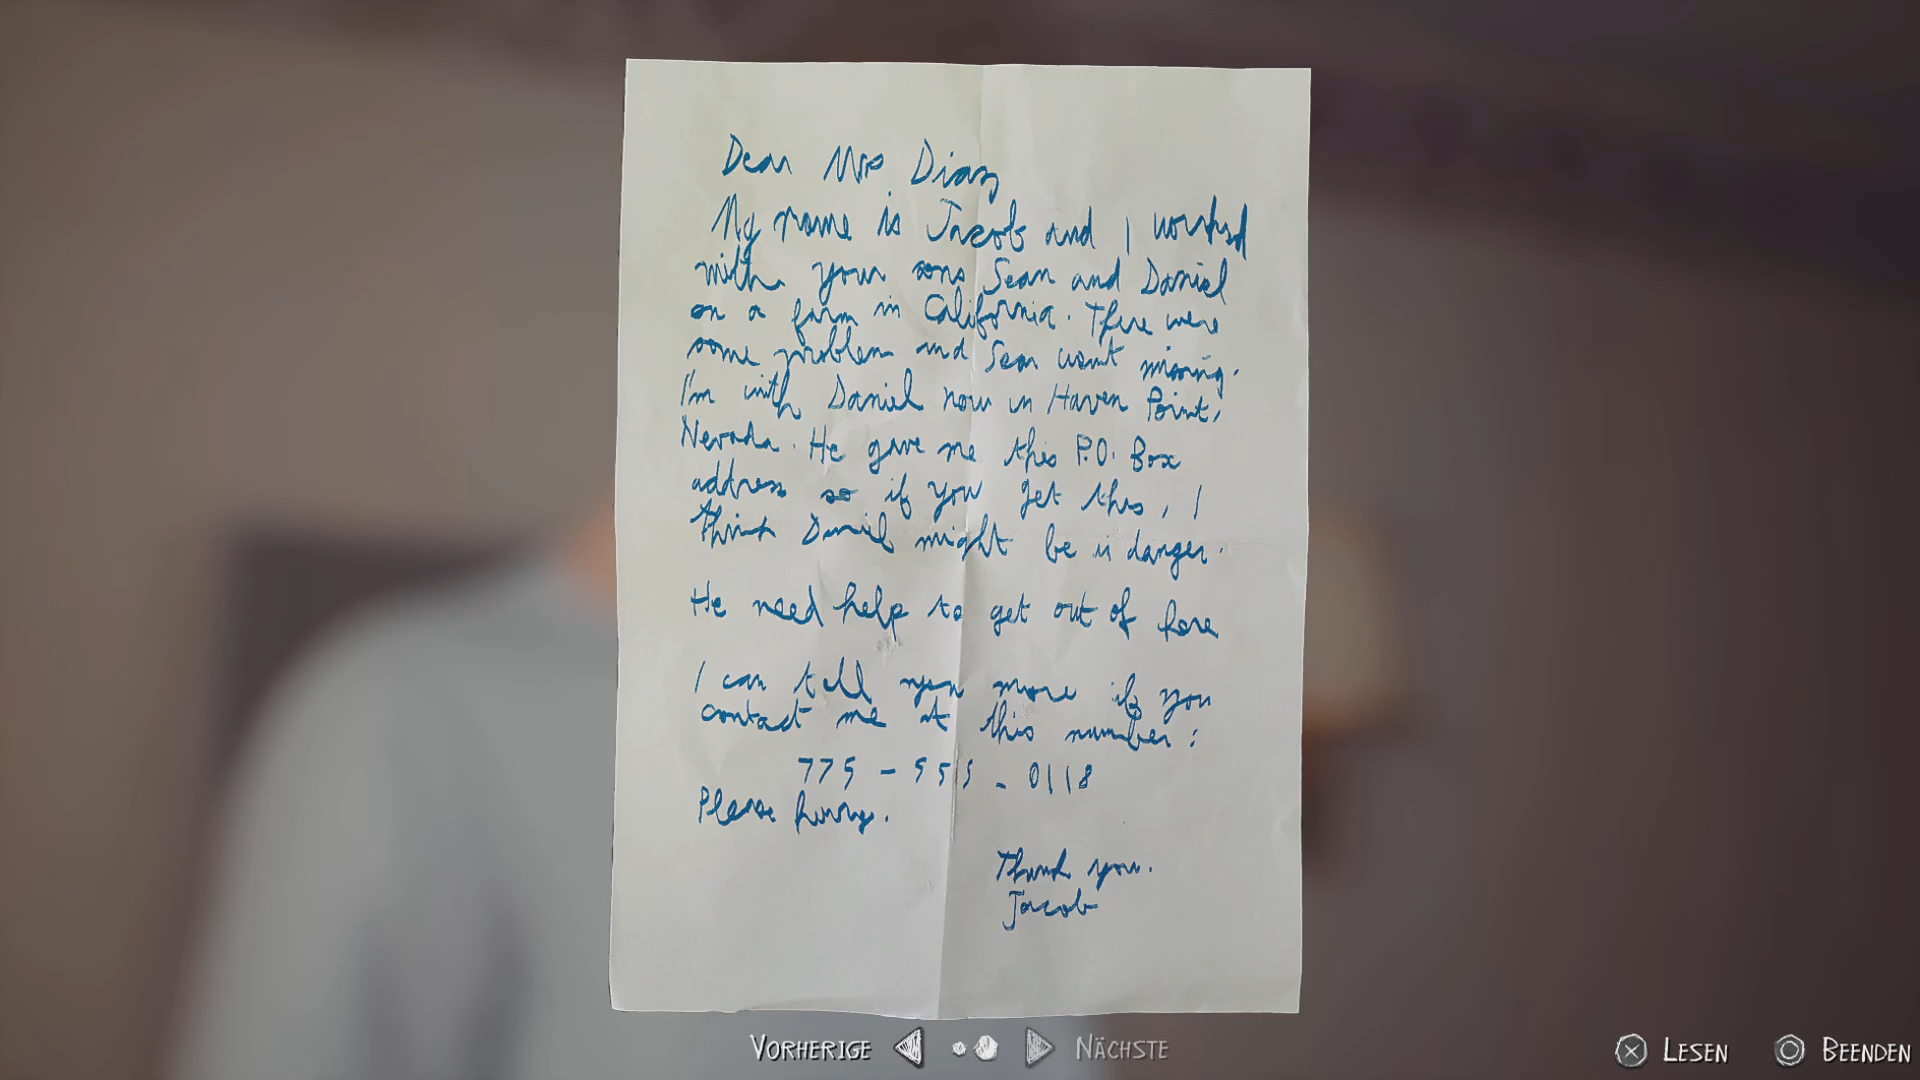 Dear Mrs Diaz
My name is Jacob and I worked
with your sons Sean and Daniel
on a farm in California. There were
some problem and Sean went missing.
I'm with Daniel now in Haven Point,
Nevada. He gave me this P.O. Box
address so if you get this, I
think Daniel might be in danger.
He need help to get out of here
I can tell you more if you
contact me at this number:
775-555-0118
Please hurry.
Thank you.
Jacob
VORHERIGE NÄCHSTE
LESEN BEENDEN